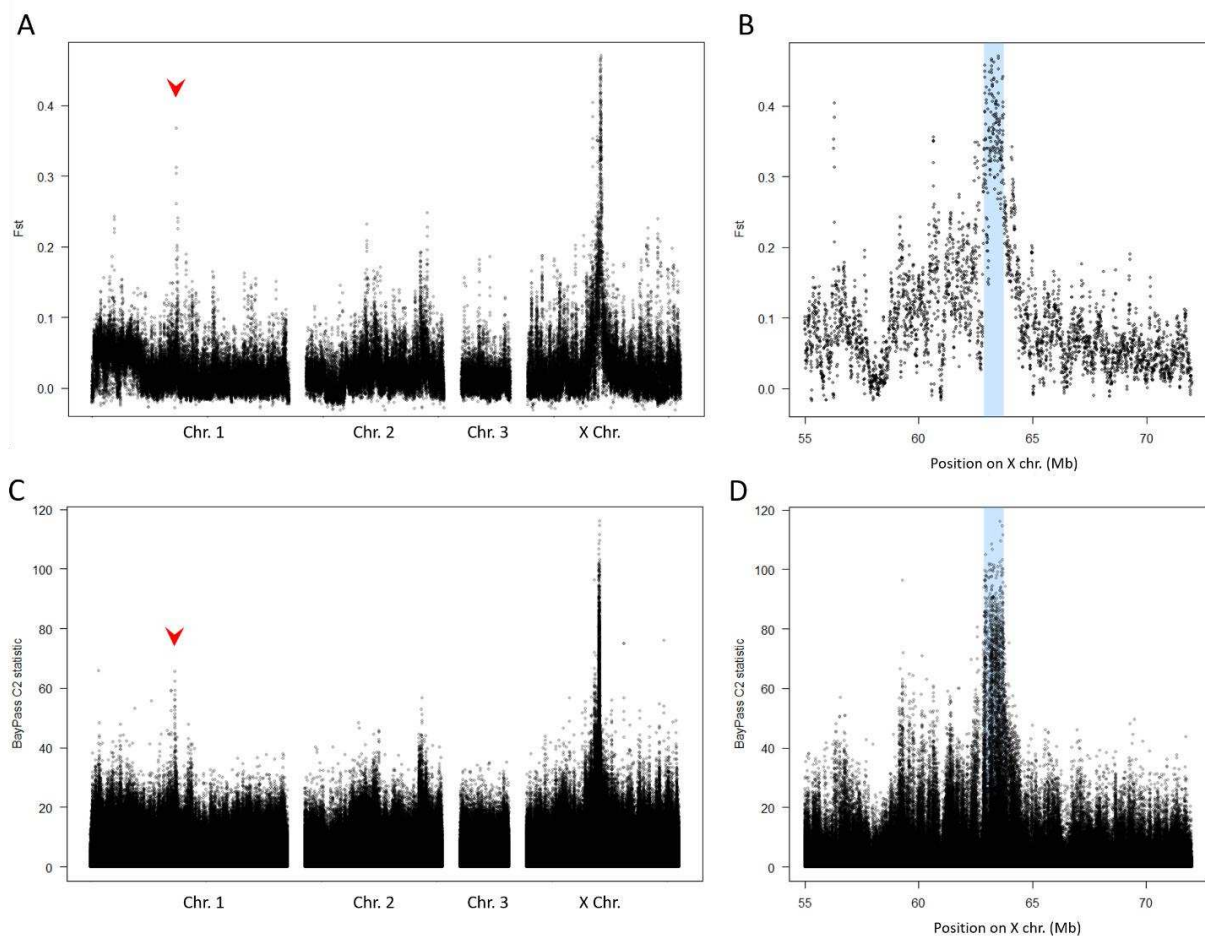 A
Fst
0.4
0.3
0.2
0.1
0.0
Chr. 1 Chr. 2 Chr. 3 X Chr.
B
Fst
0.4
0.3
0.2
0.1
0.0
55 60 65 70
Position on X chr. (Mb)
C
BayPass C2 statistic
120
100
80
60
40
20
0
Chr. 1 Chr. 2 Chr. 3 X Chr.
D
BayPass C2 statistic
120
100
80
60
40
20
0
55 60 65 70
Position on X chr. (Mb)